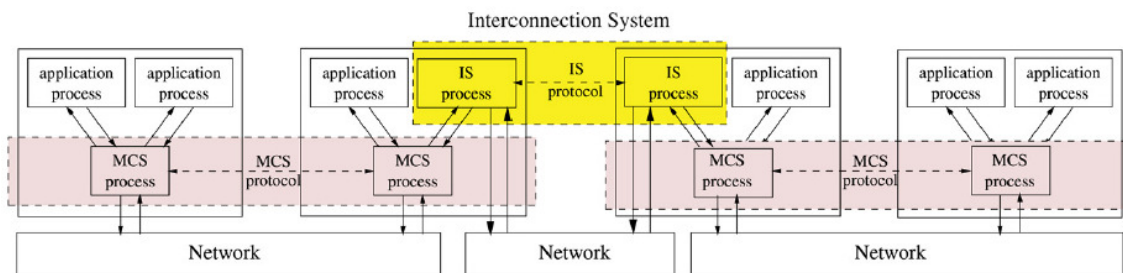 Interconnection System
application
process
application
process
application
process
IS
process
IS
protocol
IS
process
application
process
application
process
application
process
MCS
process
MCS
protocol
MCS
process
MCS
process
MCS
protocol
MCS
process
Network
Network
Network